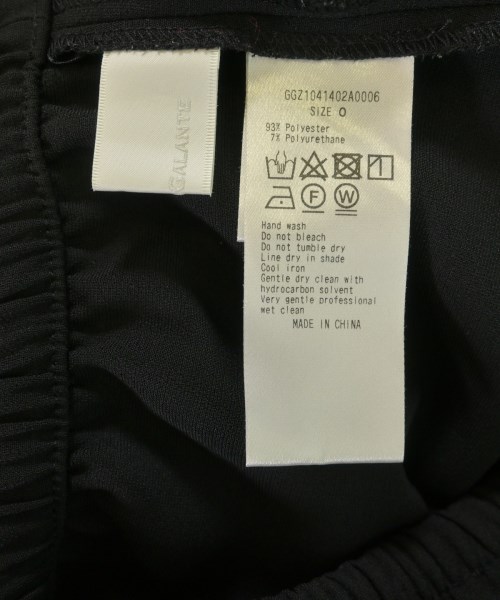 GALANTE
GGZ1041402A0006
SIZE 0
93% Polyester
7% Polyurethane
F
W
Hand wash
Do not bleach
Do not tumble dry
Line dry in shade
Cool iron
Gentle dry clean with
hydrocarbon solvent
Very gentle professional
wet clean
MADE IN CHINA